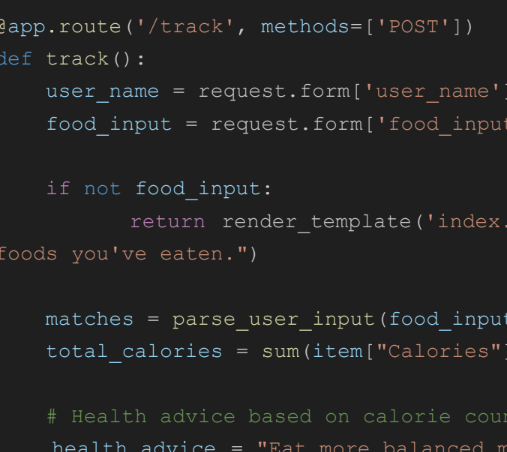 @app.route('/track', methods=['POST'])
def track():
user_name = request.form['user_name']
food_input = request.form['food_input
if not food_input:
return render_template('index.
foods you've eaten.")
matches = parse_user_input(food_input
total_calories = sum(item["Calories"]
# Health advice based on calorie coun
health_advice = "Eat more balanced m